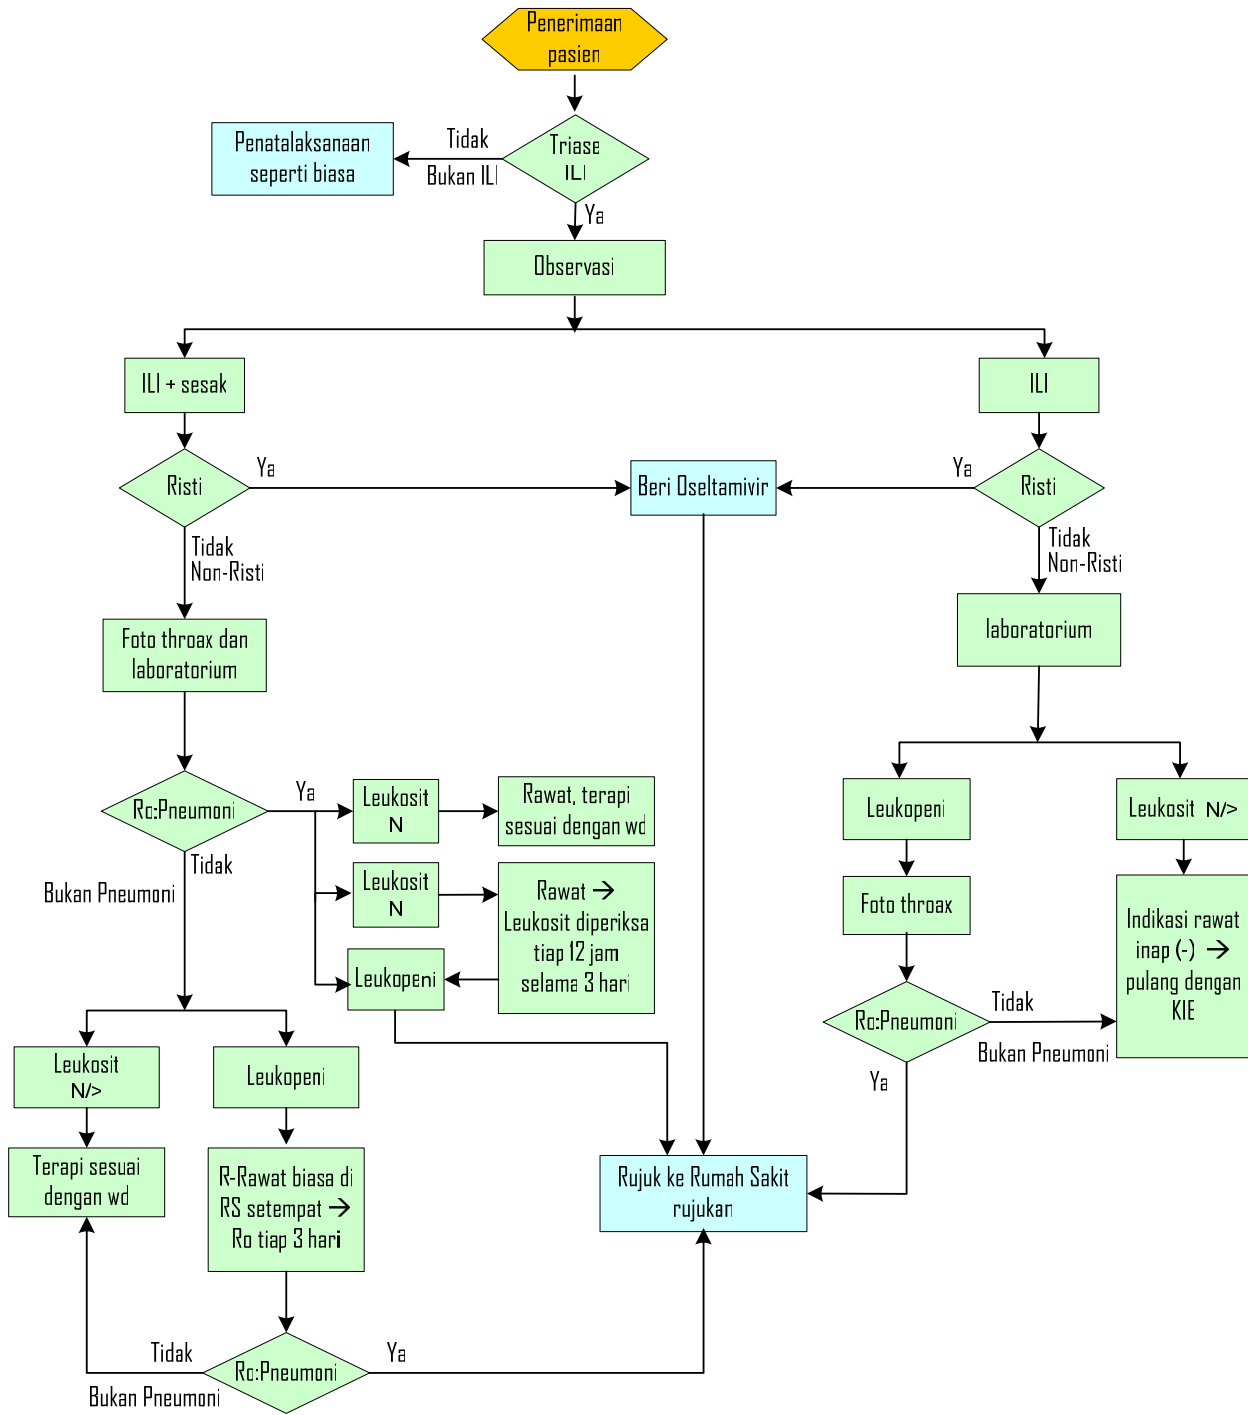 Penerimaan
pasien
Triase
ILI
Tidak
Bukan ILI
Penatalaksanaan
seperti biasa
Ya
Observasi
ILI + sesak
ILI
Risti
Ya
Beri Oseltamivir
Ya
Risti
Tidak
Non-Risti
Tidak
Non-Risti
Foto throax dan
laboratorium
laboratorium
Ro:Pneumoni
Ya
Leukosit
N
Rawat, terapi
sesuai dengan wd
Leukopeni
Leukosit N/>
Tidak
Bukan Pneumoni
Leukosit
N
Rawat →
Leukosit diperiksa
tiap 12 jam
selama 3 hari
Leukopeni
Foto throax
Indikasi rawat
inap (-) →
pulang dengan
KIE
Ro:Pneumoni
Tidak
Bukan Pneumoni
Ya
Leukosit
N/>
Leukopeni
Terapi sesuai
dengan wd
R-Rawat biasa di
RS setempat →
Ro tiap 3 hari
Rujuk ke Rumah Sakit
rujukan
Ro:Pneumoni
Tidak
Bukan Pneumoni
Ya